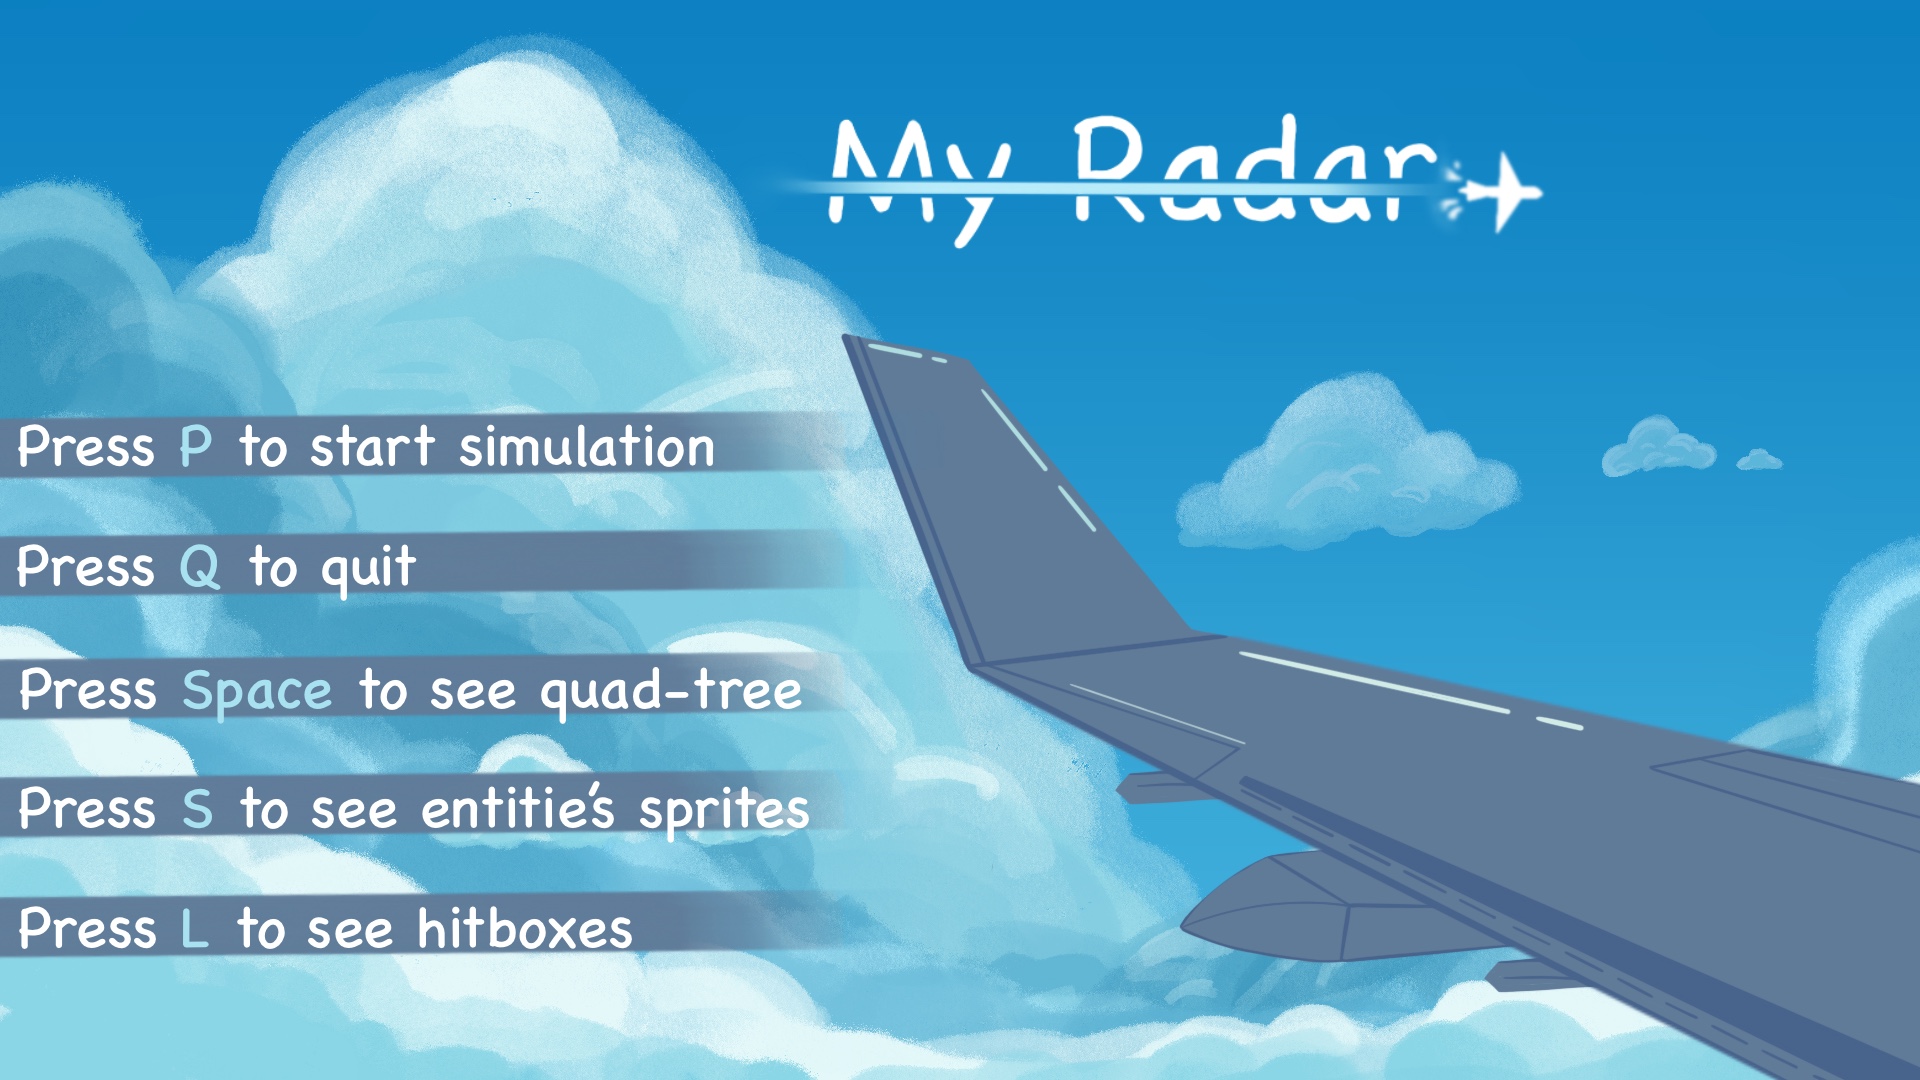 My Radar
Press P to start simulation
Press Q to quit
Press Space to see quad-tree
Press S to see entitie's sprites
Press L to see hitboxes